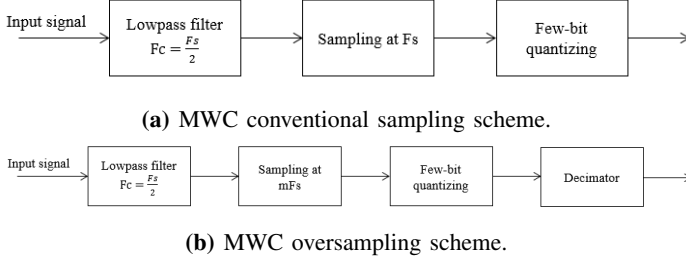 Input signal
Lowpass filter
Fc = Fs/2
Sampling at Fs
Few-bit
quantizing
(a) MWC conventional sampling scheme.
Input signal
Lowpass filter
Fc = Fs/2
Sampling at
mFs
Few-bit
quantizing
Decimator
(b) MWC oversampling scheme.